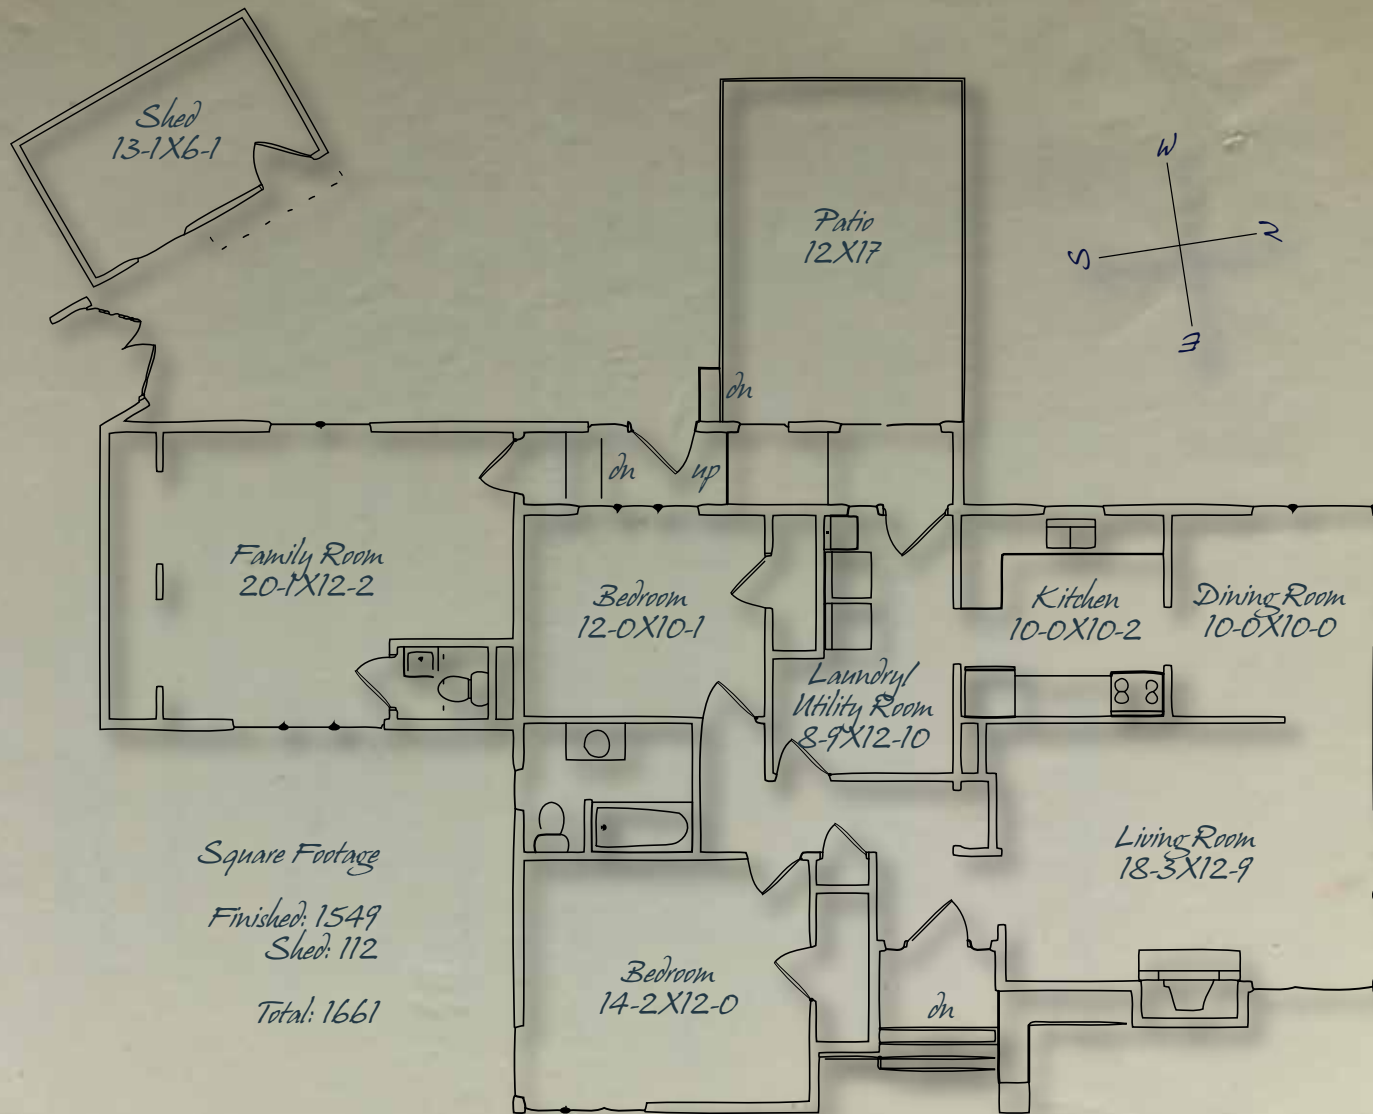 Shed
13-1X6-1
Patio
12X17
W
N
S
E
dn
dn
up
Family Room
20-1X12-2
Bedroom
12-0X10-1
Kitchen
10-0X10-2
Dining Room
10-0X10-0
Laundry/
Utility Room
8-9X12-10
Living Room
18-3X12-9
Square Footage
Finished: 1549
Shed: 112
Total: 1661
Bedroom
14-2X12-0
dn